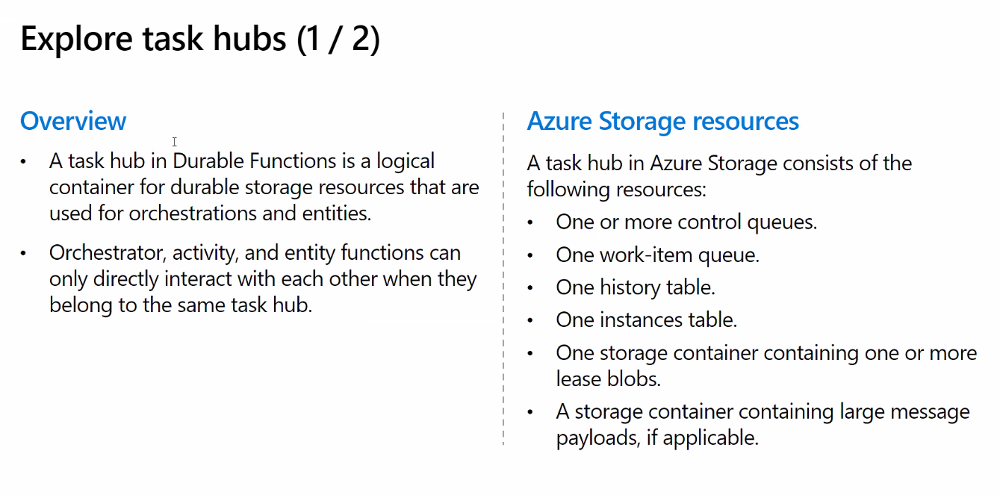 Explore task hubs (1 / 2)
Overview
• A task hub in Durable Functions is a logical
container for durable storage resources that are
used for orchestrations and entities.
• Orchestrator, activity, and entity functions can
only directly interact with each other when they
belong to the same task hub.
Azure Storage resources
A task hub in Azure Storage consists of the
following resources:
• One or more control queues.
• One work-item queue.
• One history table.
• One instances table.
• One storage container containing one or more
lease blobs.
• A storage container containing large message
payloads, if applicable.